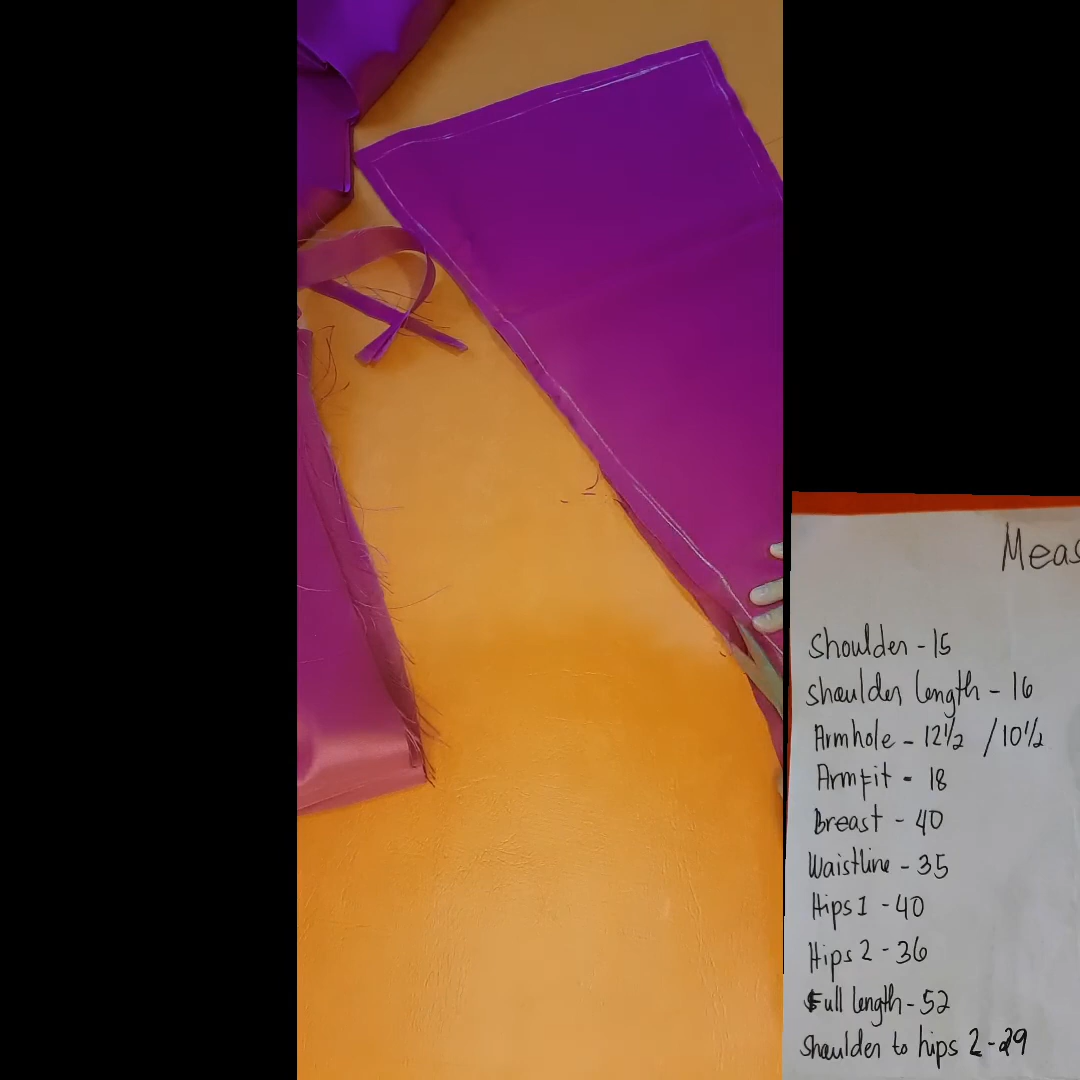 Meas
Shoulder - 15
Shoulder length - 16
Armhole - 12½ / 10½
Armpit - 18
Breast - 40
Waistline - 35
Hips 1 - 40
Hips 2 - 36
Full length - 52
Shoulder to hips 2 - 29